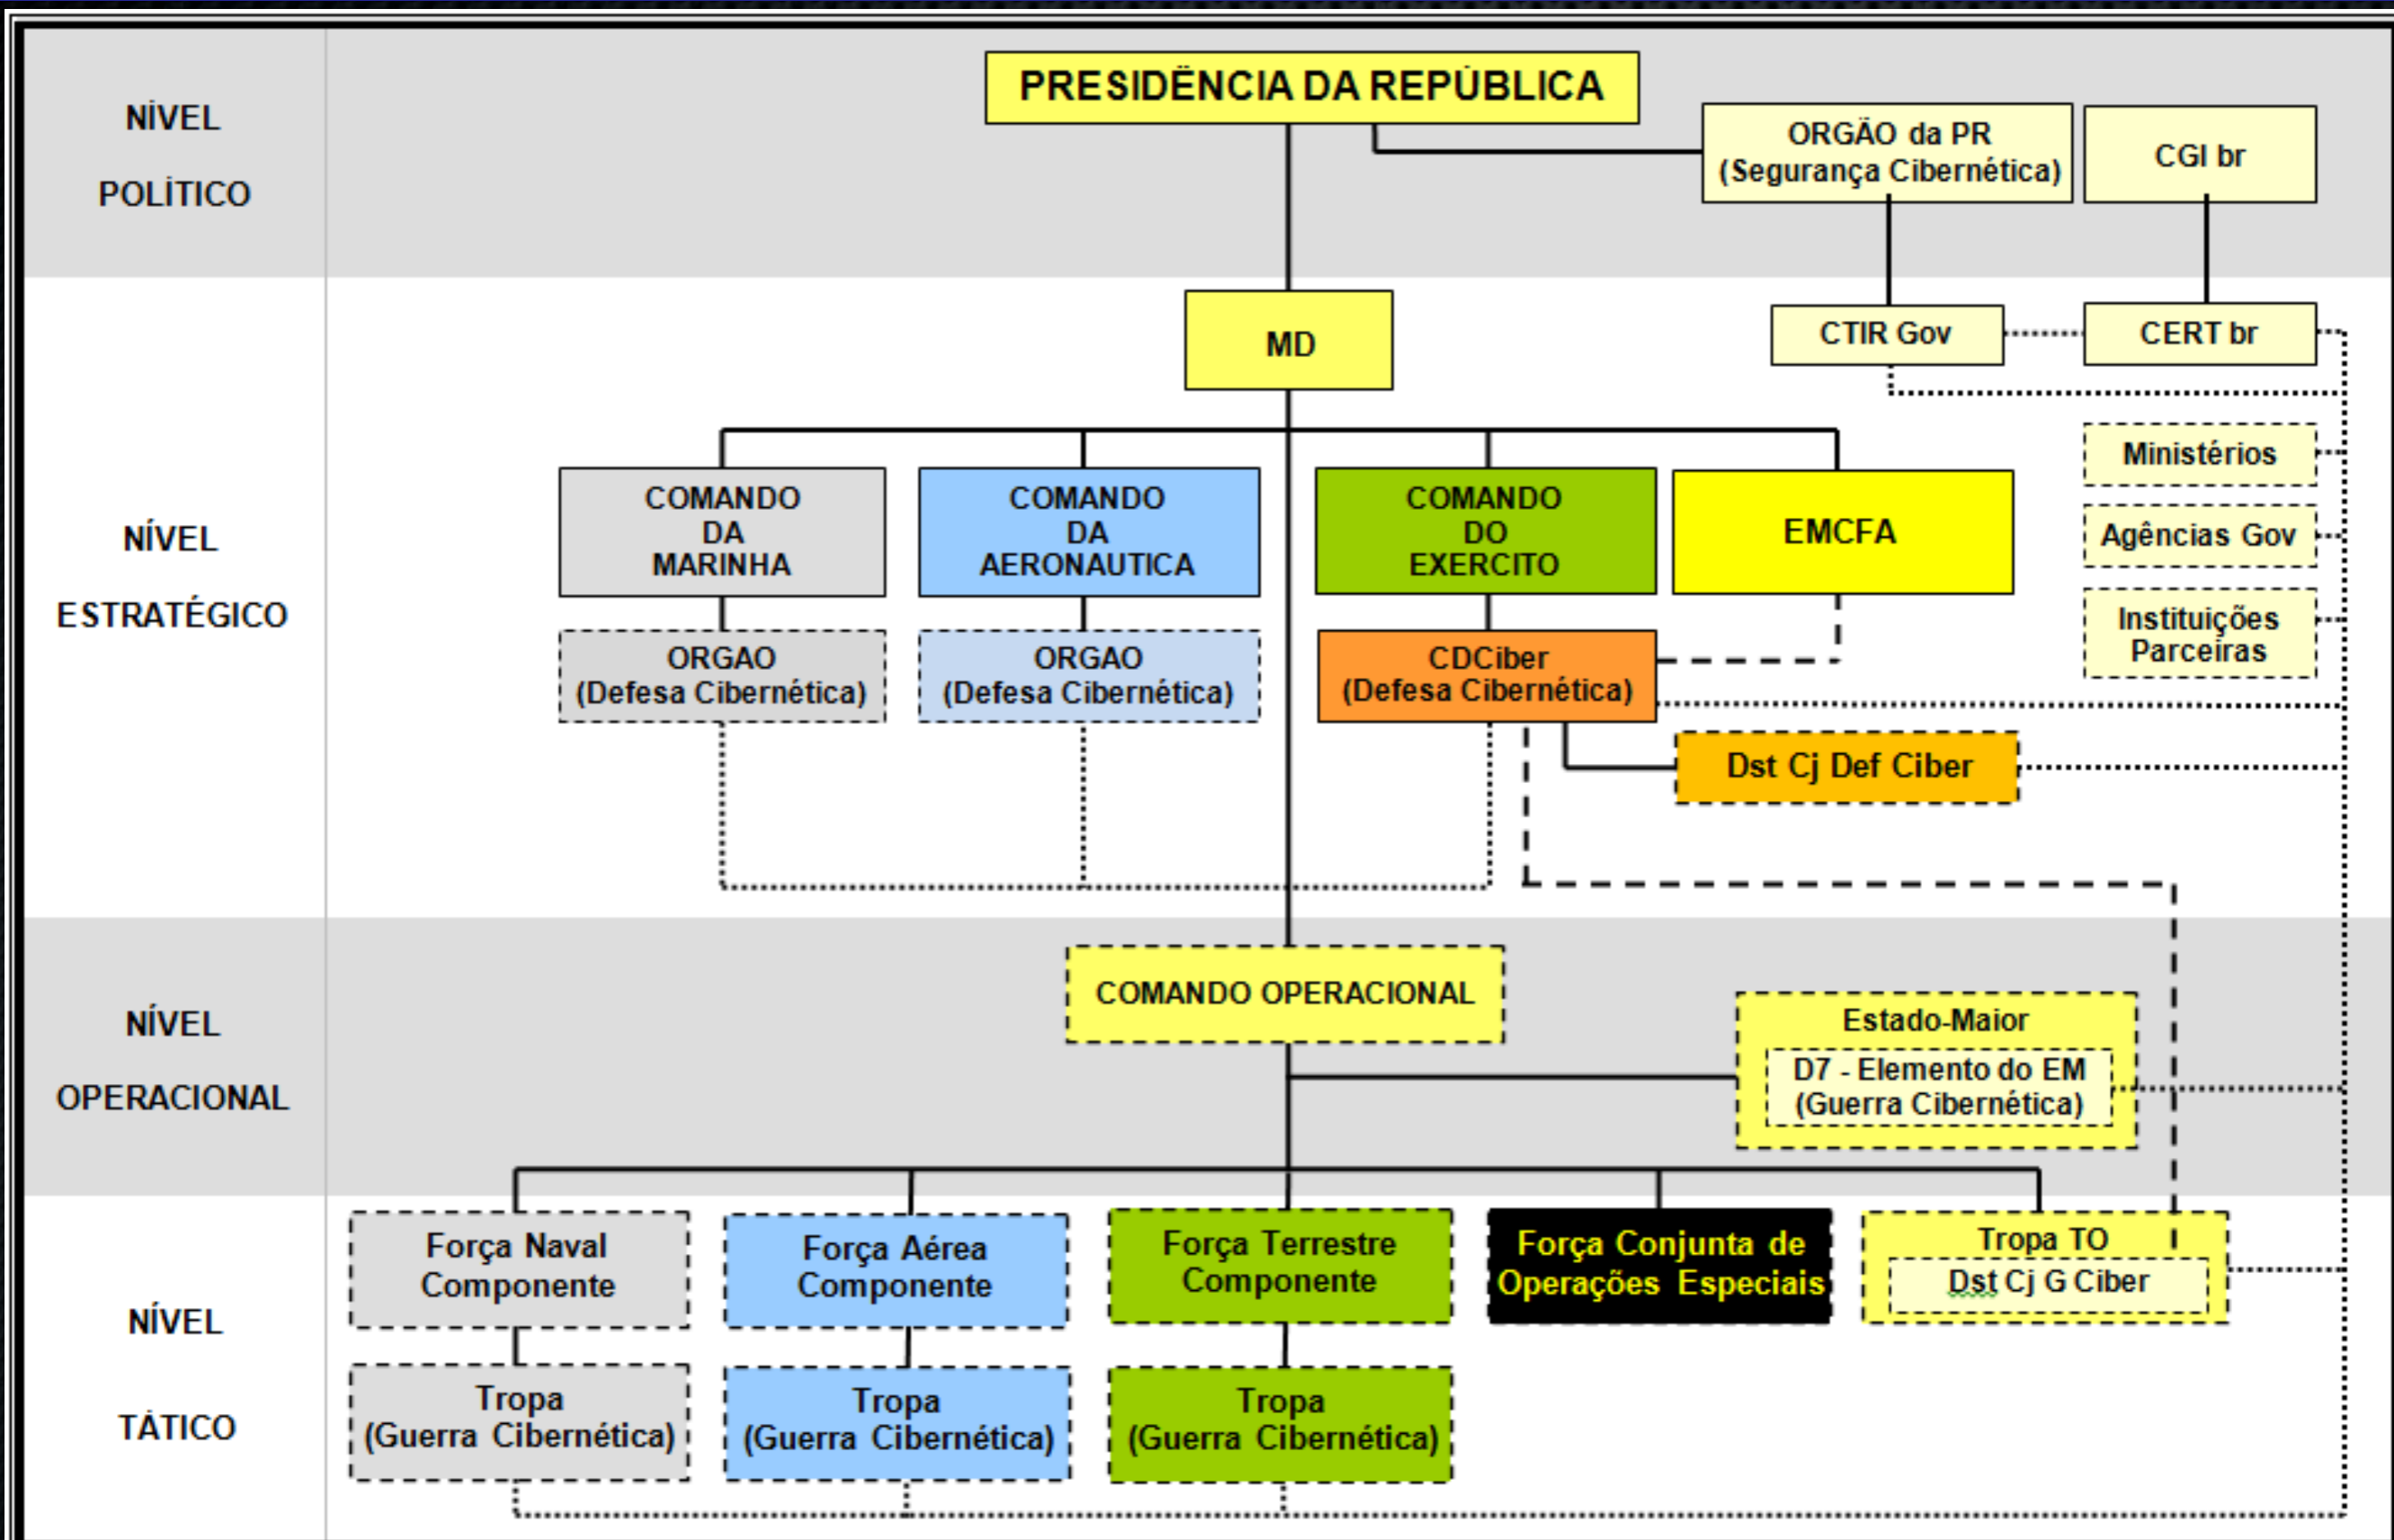 NÍVEL
POLÍTICO
PRESIDÊNCIA DA REPÚBLICA
ORGÃO da PR
(Segurança Cibernética)
CGI br
NÍVEL
ESTRATÉGICO
MD
CTIR Gov
CERT br
Ministérios
Agências Gov
Instituições
Parceiras
COMANDO
DA
MARINHA
COMANDO
DA
AERONAUTICA
COMANDO
DO
EXERCITO
EMCFA
ORGAO
(Defesa Cibernética)
ORGAO
(Defesa Cibernética)
CDCiber
(Defesa Cibernética)
Dst Cj Def Ciber
NÍVEL
OPERACIONAL
COMANDO OPERACIONAL
Estado-Maior
D7 - Elemento do EM
(Guerra Cibernética)
NÍVEL
TÁTICO
Força Naval
Componente
Força Aérea
Componente
Força Terrestre
Componente
Força Conjunta de
Operações Especiais
Tropa TO
Dst Cj G Ciber
Tropa
(Guerra Cibernética)
Tropa
(Guerra Cibernética)
Tropa
(Guerra Cibernética)